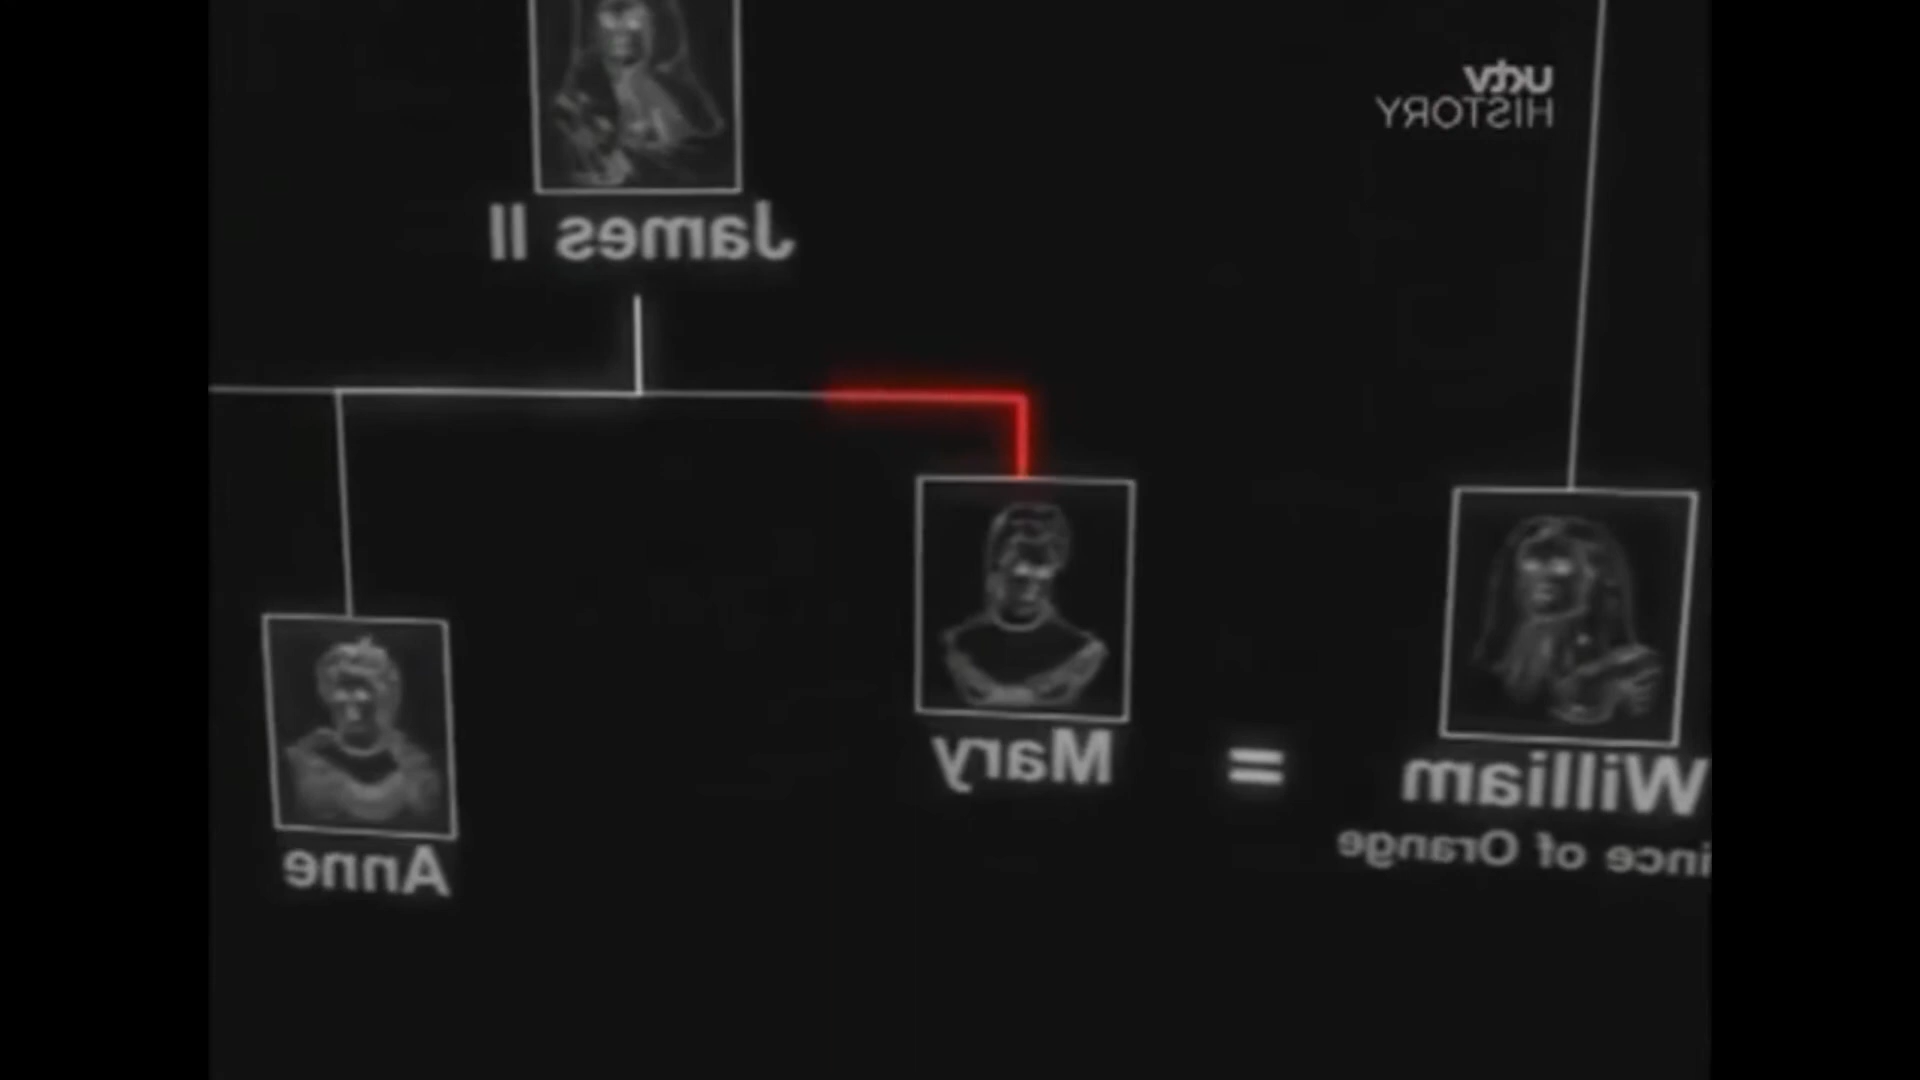 uktv
HISTORY
James II
Mary
=
William
ince of Orange
Anne